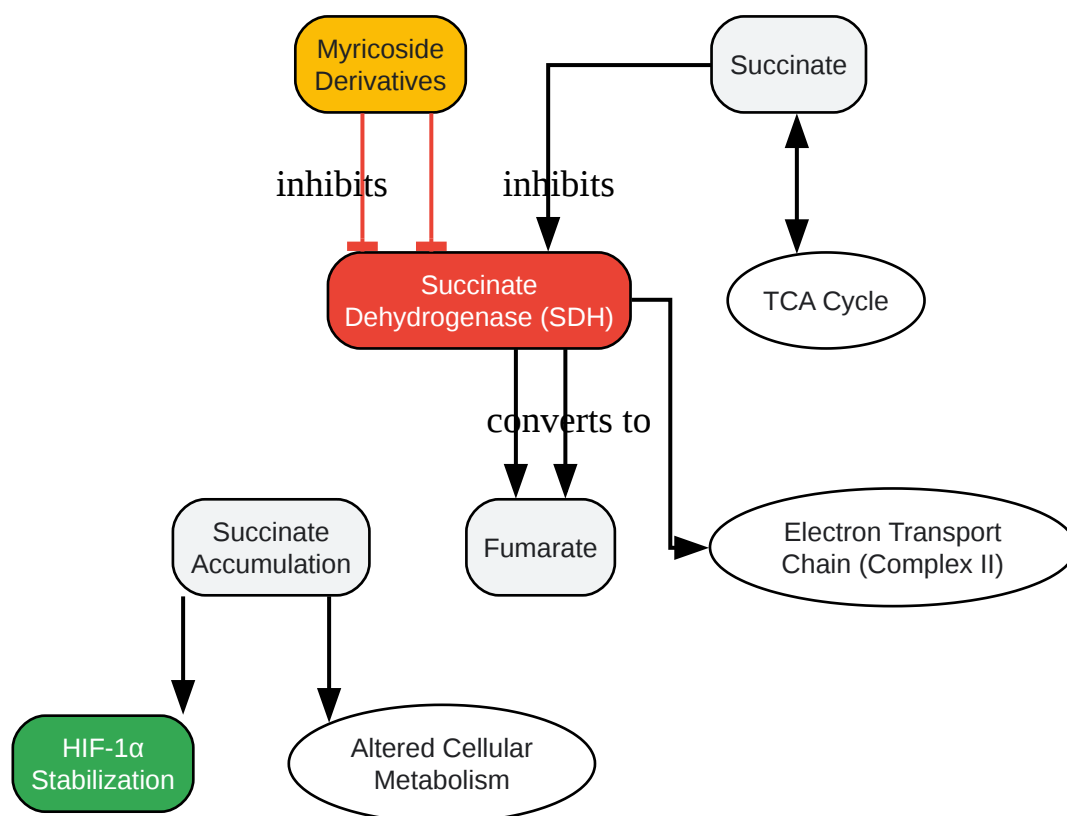 Myricoside
Derivatives
Succinate
inhibits
inhibits
Succinate
Dehydrogenase (SDH)
TCA Cycle
converts to
Succinate
Accumulation
Fumarate
Electron Transport
Chain (Complex II)
HIF-1α
Stabilization
Altered Cellular
Metabolism